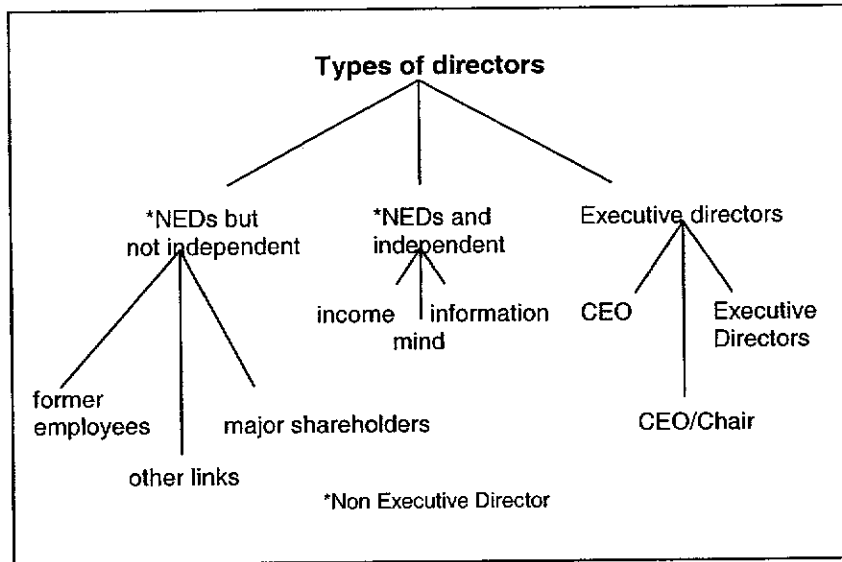 Types of directors
*NEDs but
not independent
*NEDs and
independent
Executive directors
income
mind
information
CEO
Executive
Directors
former
employees
major shareholders
CEO/Chair
other links
*Non Executive Director